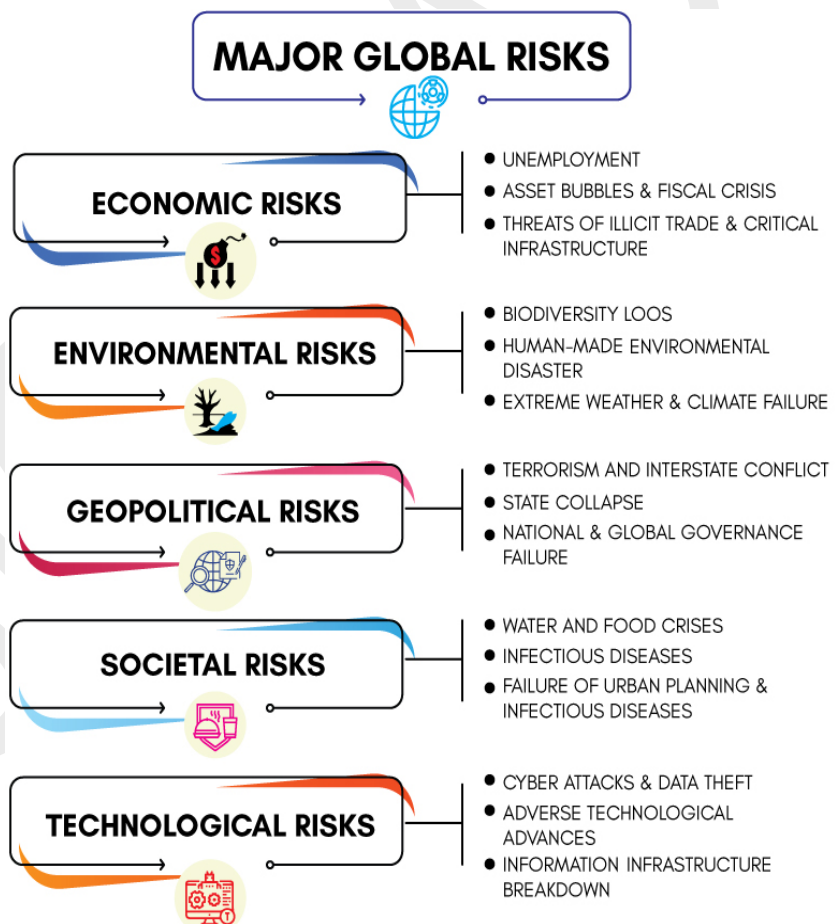 MAJOR GLOBAL RISKS
ECONOMIC RISKS
● UNEMPLOYMENT
● ASSET BUBBLES & FISCAL CRISIS
● THREATS OF ILLICIT TRADE & CRITICAL
INFRASTRUCTURE
$
ENVIRONMENTAL RISKS
● BIODIVERSITY LOOS
● HUMAN-MADE ENVIRONMENTAL
DISASTER
● EXTREME WEATHER & CLIMATE FAILURE
GEOPOLITICAL RISKS
● TERRORISM AND INTERSTATE CONFLICT
● STATE COLLAPSE
● NATIONAL & GLOBAL GOVERNANCE
FAILURE
SOCIETAL RISKS
● WATER AND FOOD CRISES
● INFECTIOUS DISEASES
● FAILURE OF URBAN PLANNING &
INFECTIOUS DISEASES
TECHNOLOGICAL RISKS
● CYBER ATTACKS & DATA THEFT
● ADVERSE TECHNOLOGICAL
ADVANCES
● INFORMATION INFRASTRUCTURE
BREAKDOWN
T